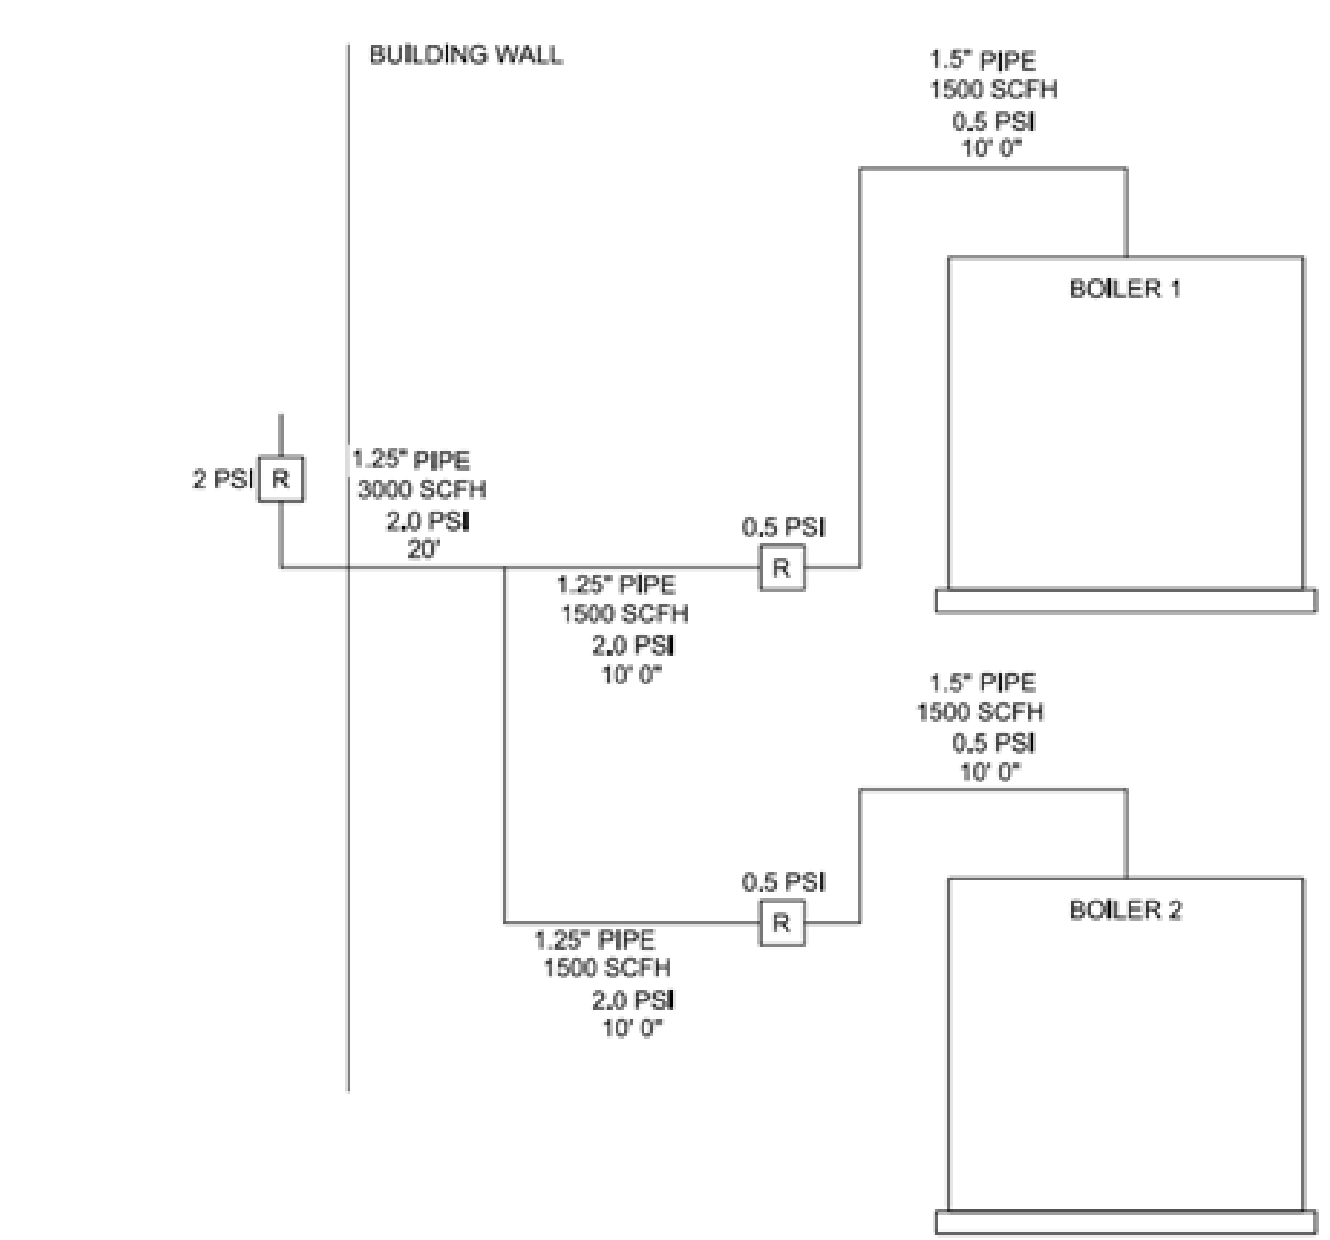 BUILDING WALL
1.5" PIPE
1500 SCFH
0.5 PSI
10' 0"
BOILER 1
2 PSI
R
1.25" PIPE
3000 SCFH
2.0 PSI
20'
0.5 PSI
R
1.25" PIPE
1500 SCFH
2.0 PSI
10' 0"
1.5" PIPE
1500 SCFH
0.5 PSI
10' 0"
0.5 PSI
R
BOILER 2
1.25" PIPE
1500 SCFH
2.0 PSI
10' 0"